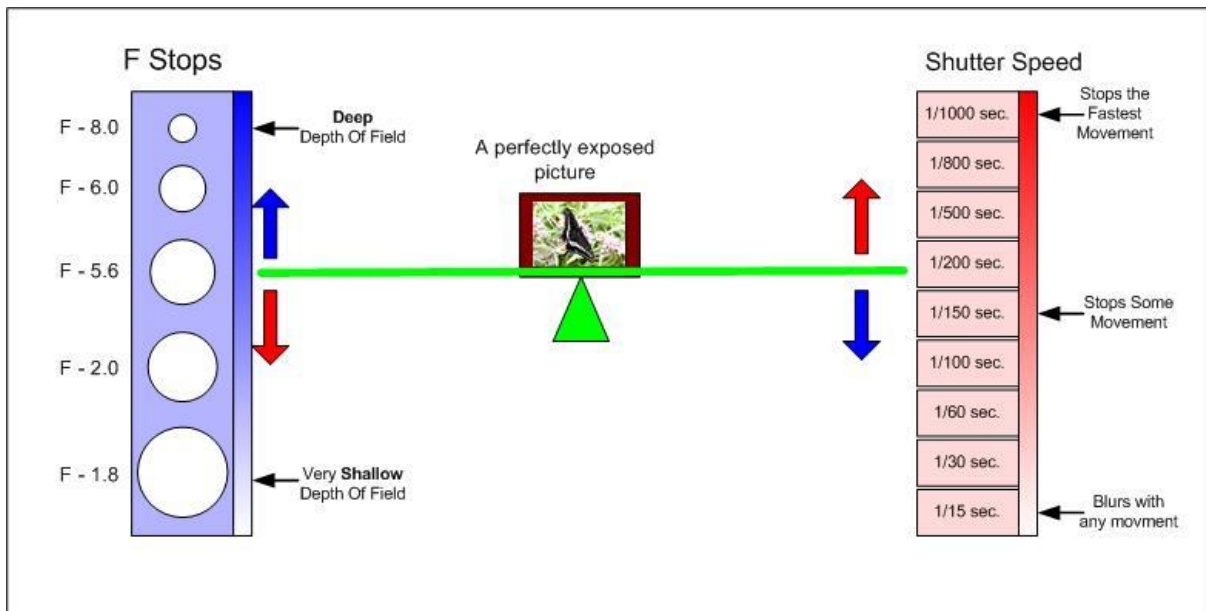 F Stops
F - 8.0
F - 6.0
F - 5.6
F - 2.0
F - 1.8
Deep
Depth Of Field
Very Shallow
Depth Of Field
A perfectly exposed
picture
Shutter Speed
1/1000 sec.
1/800 sec.
1/500 sec.
1/200 sec.
1/150 sec.
1/100 sec.
1/60 sec.
1/30 sec.
1/15 sec.
Stops the
Fastest
Movement
Stops Some
Movement
Blurs with
any movment